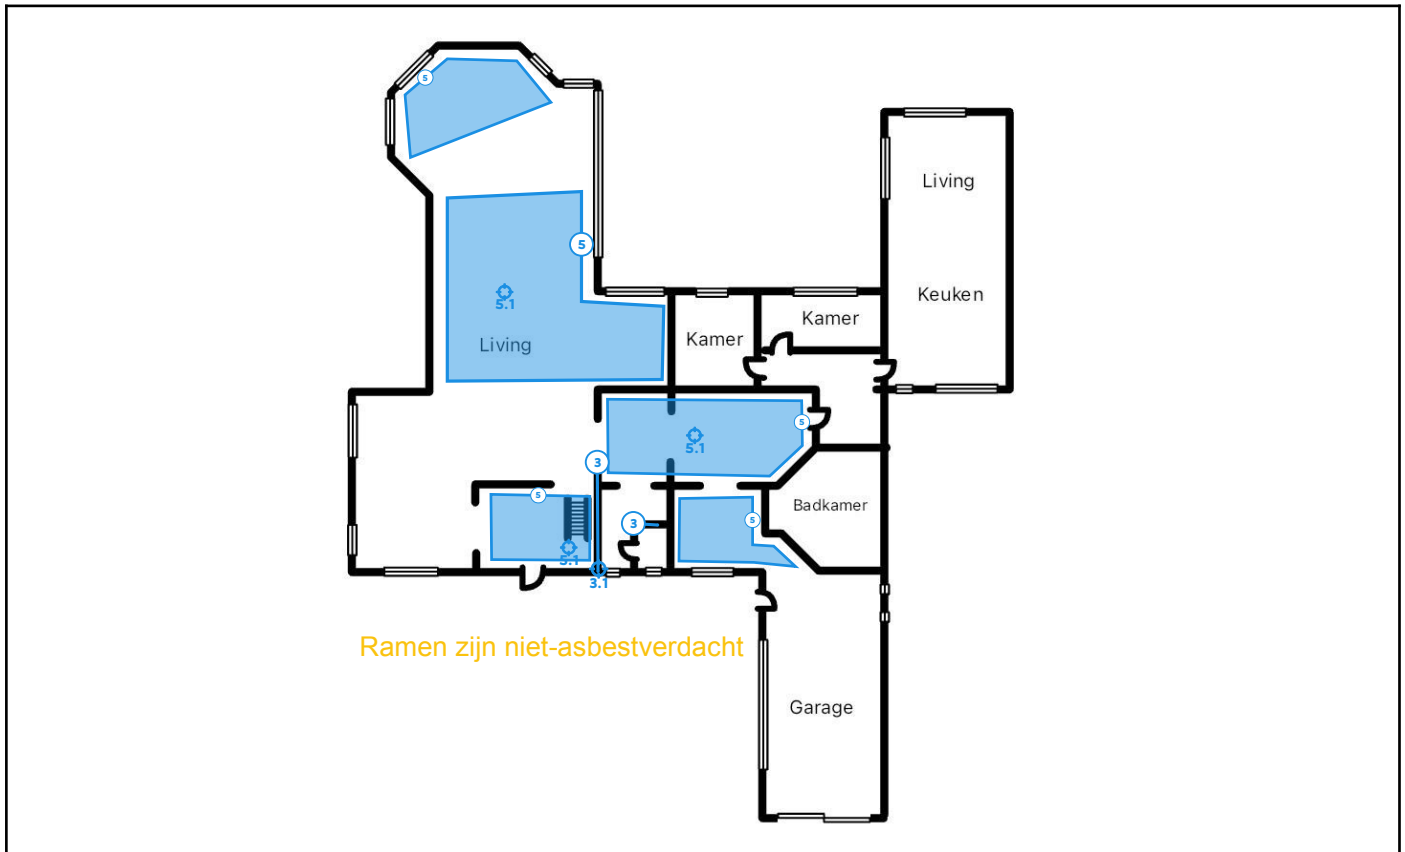 5
Living
5
Keuken
5.1
Kamer
Kamer
Living
5
5.1
3
5
Badkamer
5
3
5.1
3.1
Ramen zijn niet-asbestverdacht
Garage